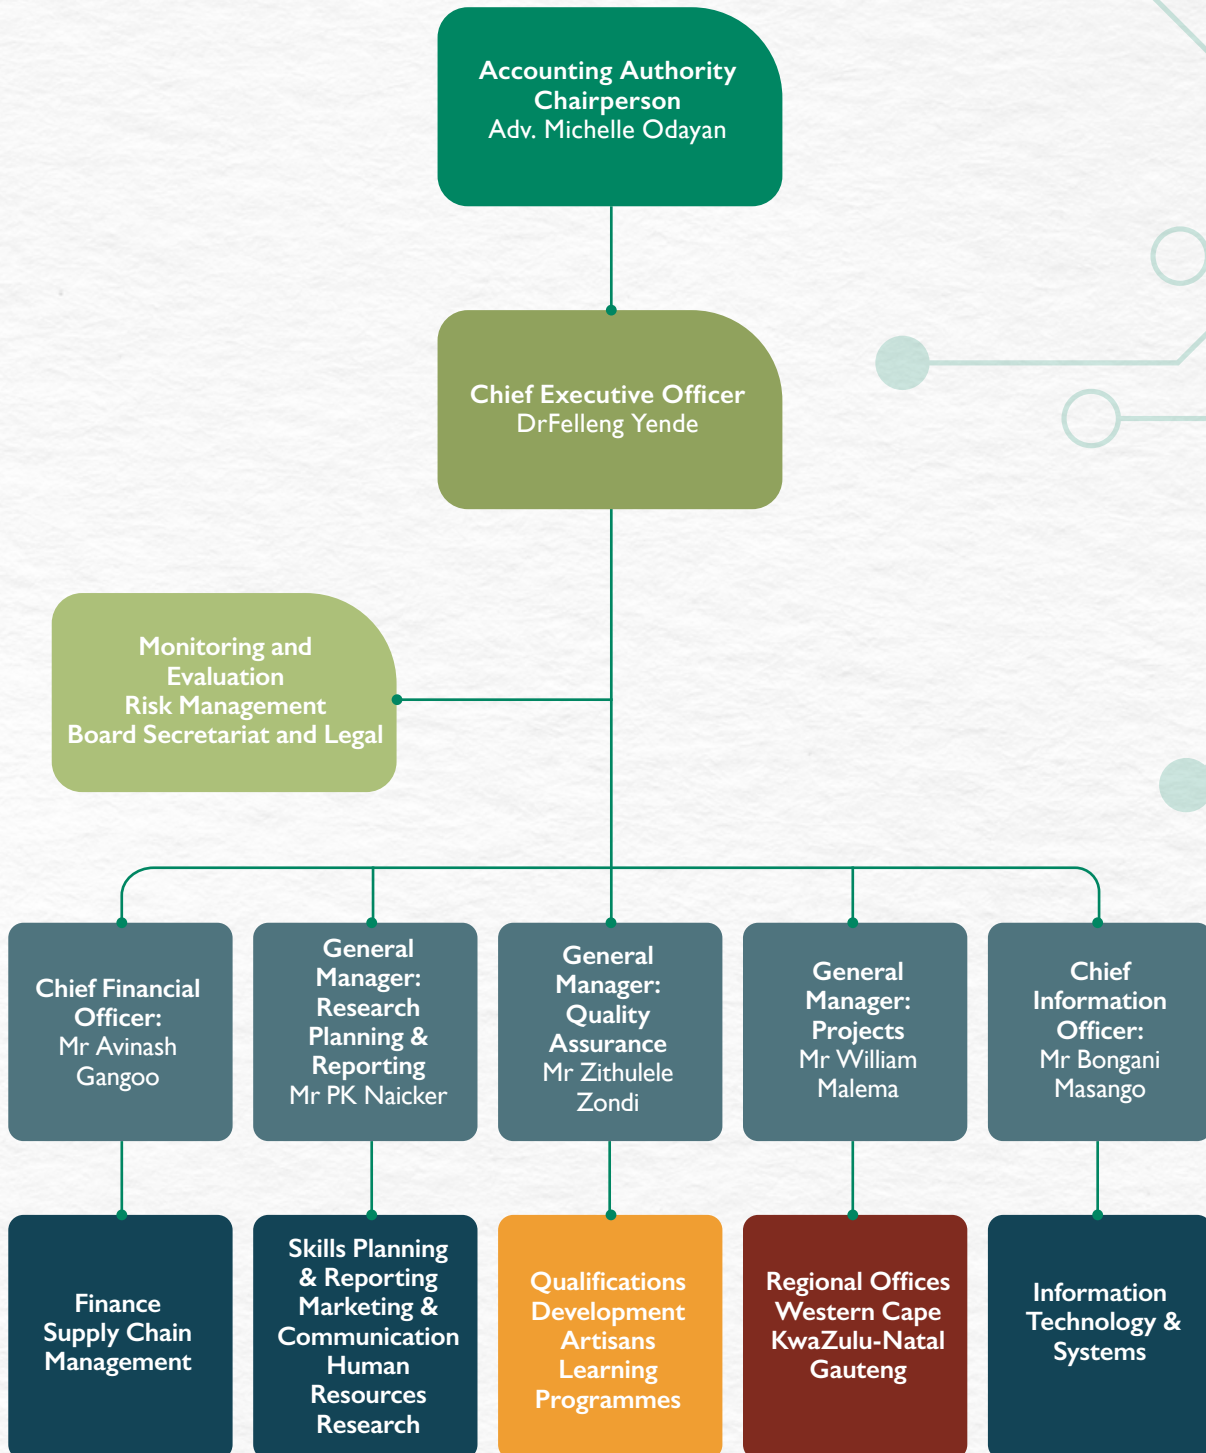 Accounting Authority
Chairperson
Adv. Michelle Odayan
Chief Executive Officer
DrFelleng Yende
Monitoring and
Evaluation
Risk Management
Board Secretariat and Legal
Chief Financial
Officer:
Mr Avinash
Gangoo
General
Manager:
Research
Planning &
Reporting
Mr PK Naicker
General
Manager:
Quality
Assurance
Mr Zithulele
Zondi
General
Manager:
Projects
Mr William
Malema
Chief
Information
Officer:
Mr Bongani
Masango
Finance
Supply Chain
Management
Skills Planning
& Reporting
Marketing &
Communication
Human
Resources
Research
Qualifications
Development
Artisans
Learning
Programmes
Regional Offices
Western Cape
KwaZulu-Natal
Gauteng
Information
Technology &
Systems